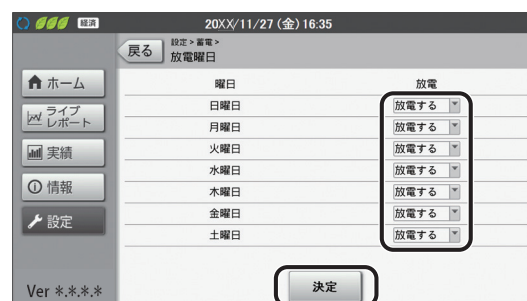 経済 20XX/11/27 (金) 16:35
戻る 設定>蓄電>
放電曜日
ホーム
ライブ
レポート
実績
情報
設定
Ver *.*.*.*
曜日 放電
日曜日 放電する
月曜日 放電する
火曜日 放電する
水曜日 放電する
木曜日 放電する
金曜日 放電する
土曜日 放電する
決定